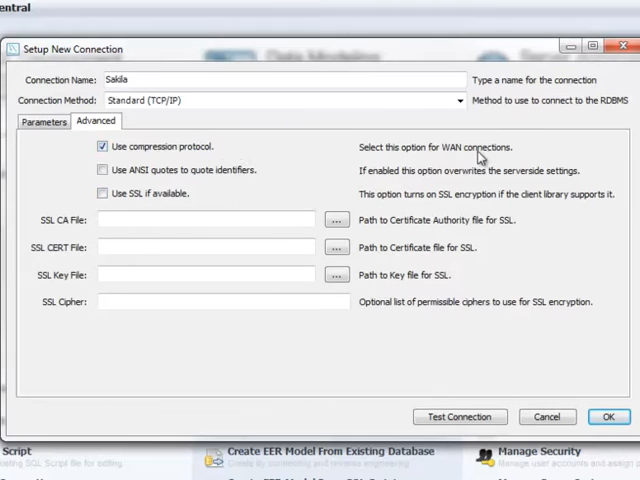 entral
Setup New Connection
Connection Name: Sakila Type a name for the connection
Connection Method: Standard (TCP/IP) Method to use to connect to the RDBMS
Parameters Advanced
Use compression protocol. Select this option for WAN connections.
Use ANSI quotes to quote identifiers. If enabled this option overwrites the serverside settings.
Use SSL if available. This option turns on SSL encryption if the client library supports it.
SSL CA File: ... Path to Certificate Authority file for SSL.
SSL CERT File: ... Path to Certificate file for SSL.
SSL Key File: ... Path to Key file for SSL.
SSL Cipher: Optional list of permissible ciphers to use for SSL encryption.
Test Connection Cancel OK
Script Create EER Model From Existing Database Manage Security